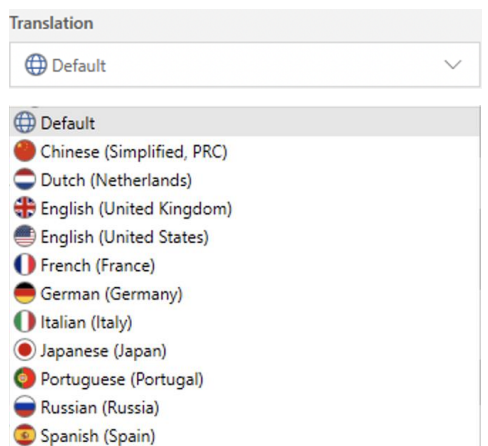 Translation
Default
Default
Chinese (Simplified, PRC)
Dutch (Netherlands)
English (United Kingdom)
English (United States)
French (France)
German (Germany)
Italian (Italy)
Japanese (Japan)
Portuguese (Portugal)
Russian (Russia)
Spanish (Spain)